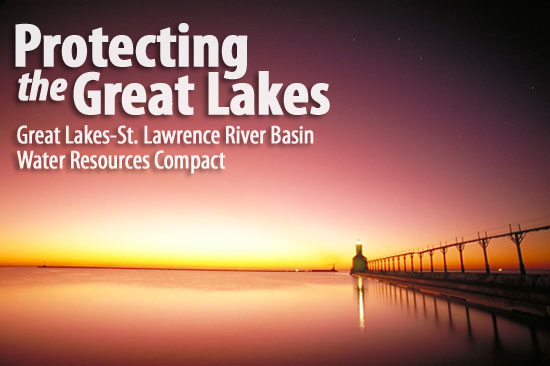 Protecting
the Great Lakes
Great Lakes-St. Lawrence River Basin
Water Resources Compact